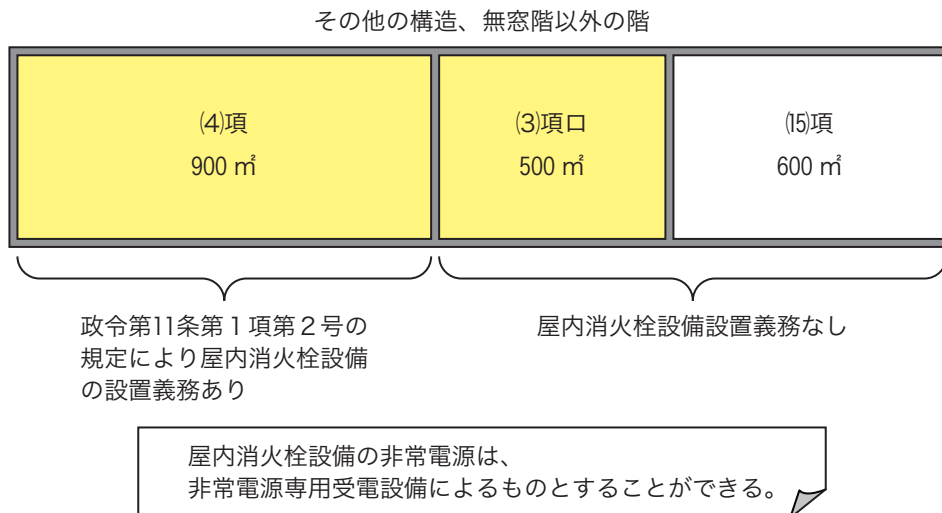 その他の構造、無窓階以外の階
⑷項
900 ㎡
⑶項ロ
500 ㎡
⒂項
600 ㎡
政令第11条第１項第２号の
規定により屋内消火栓設備
の設置義務あり
屋内消火栓設備設置義務なし
屋内消火栓設備の非常電源は、
非常電源専用受電設備によるものとすることができる。